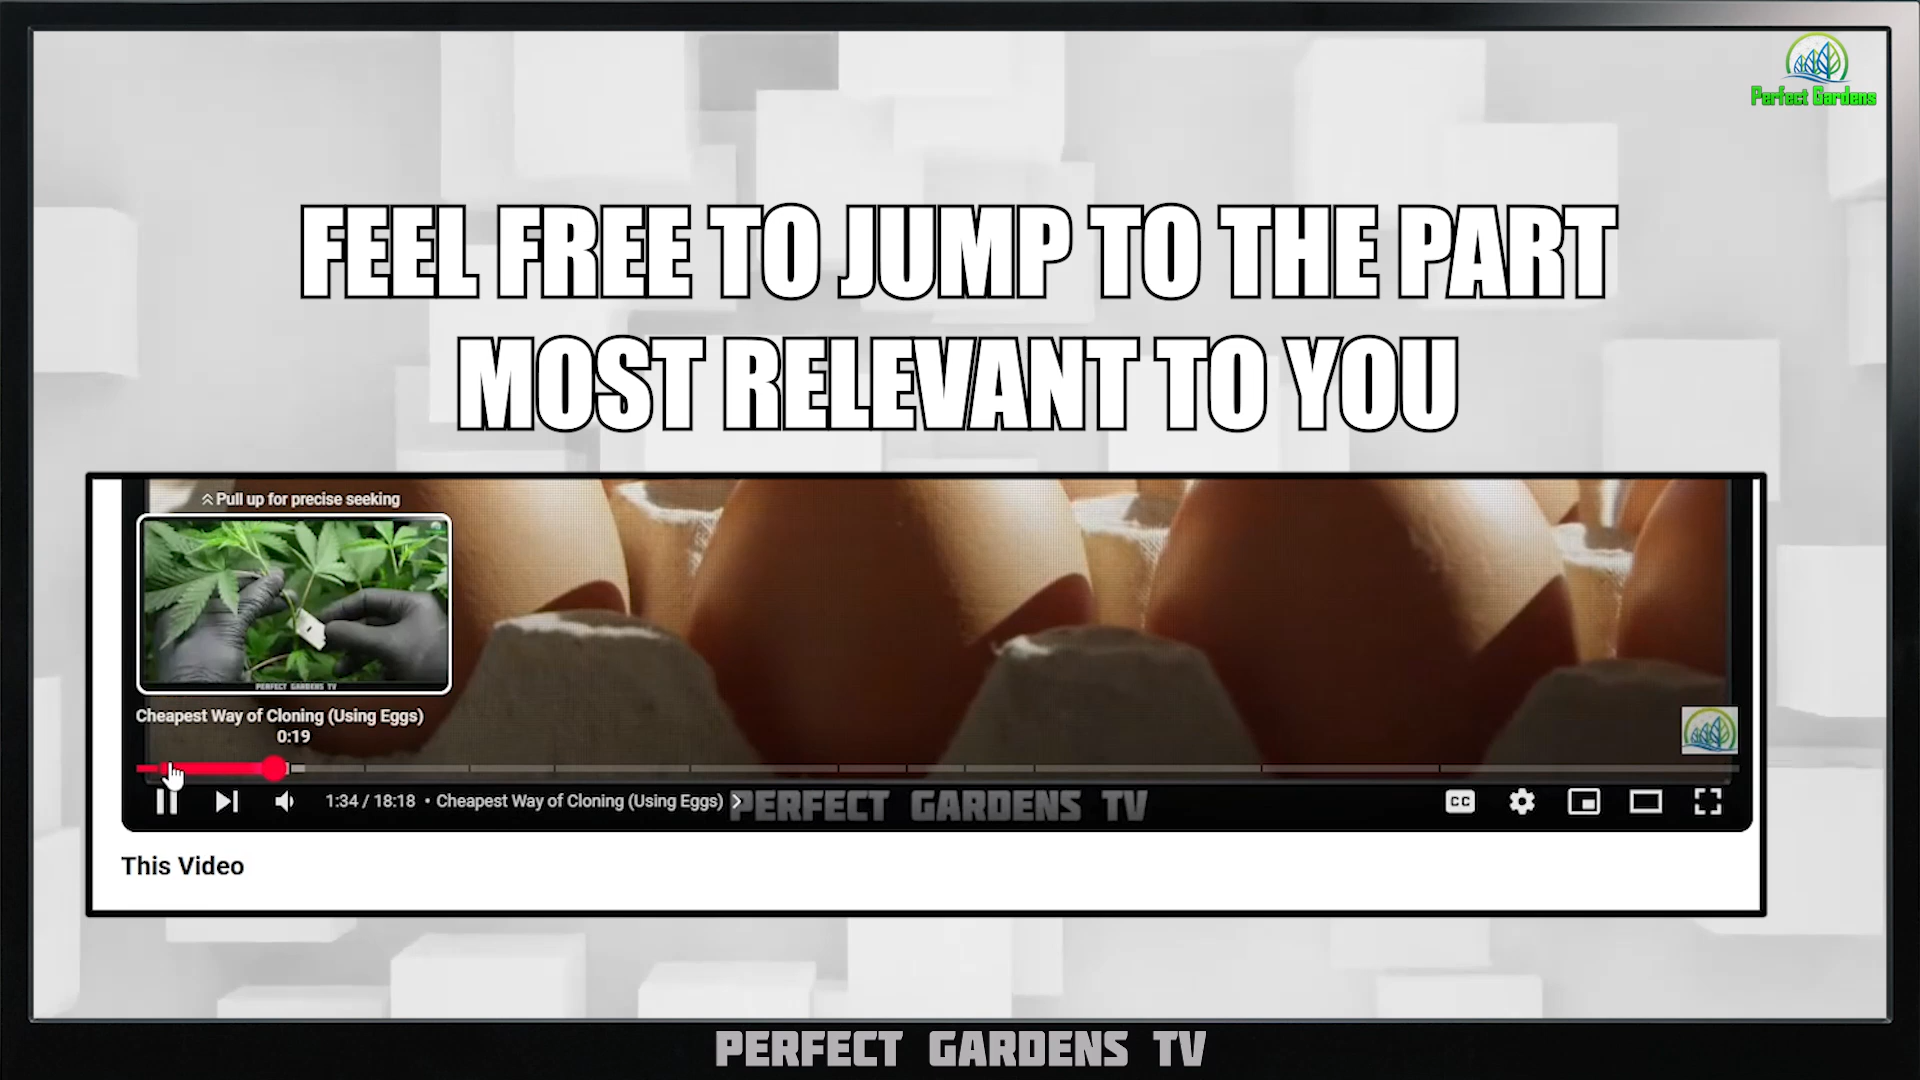 Perfect Gardens
FEEL FREE TO JUMP TO THE PART
MOST RELEVANT TO YOU
Pull up for precise seeking
PERFECT GARDENS TV
Cheapest Way of Cloning (Using Eggs)
0:19
1:34 / 18:18 • Cheapest Way of Cloning (Using Eggs)
PERFECT GARDENS TV
CC
This Video
PERFECT GARDENS TV